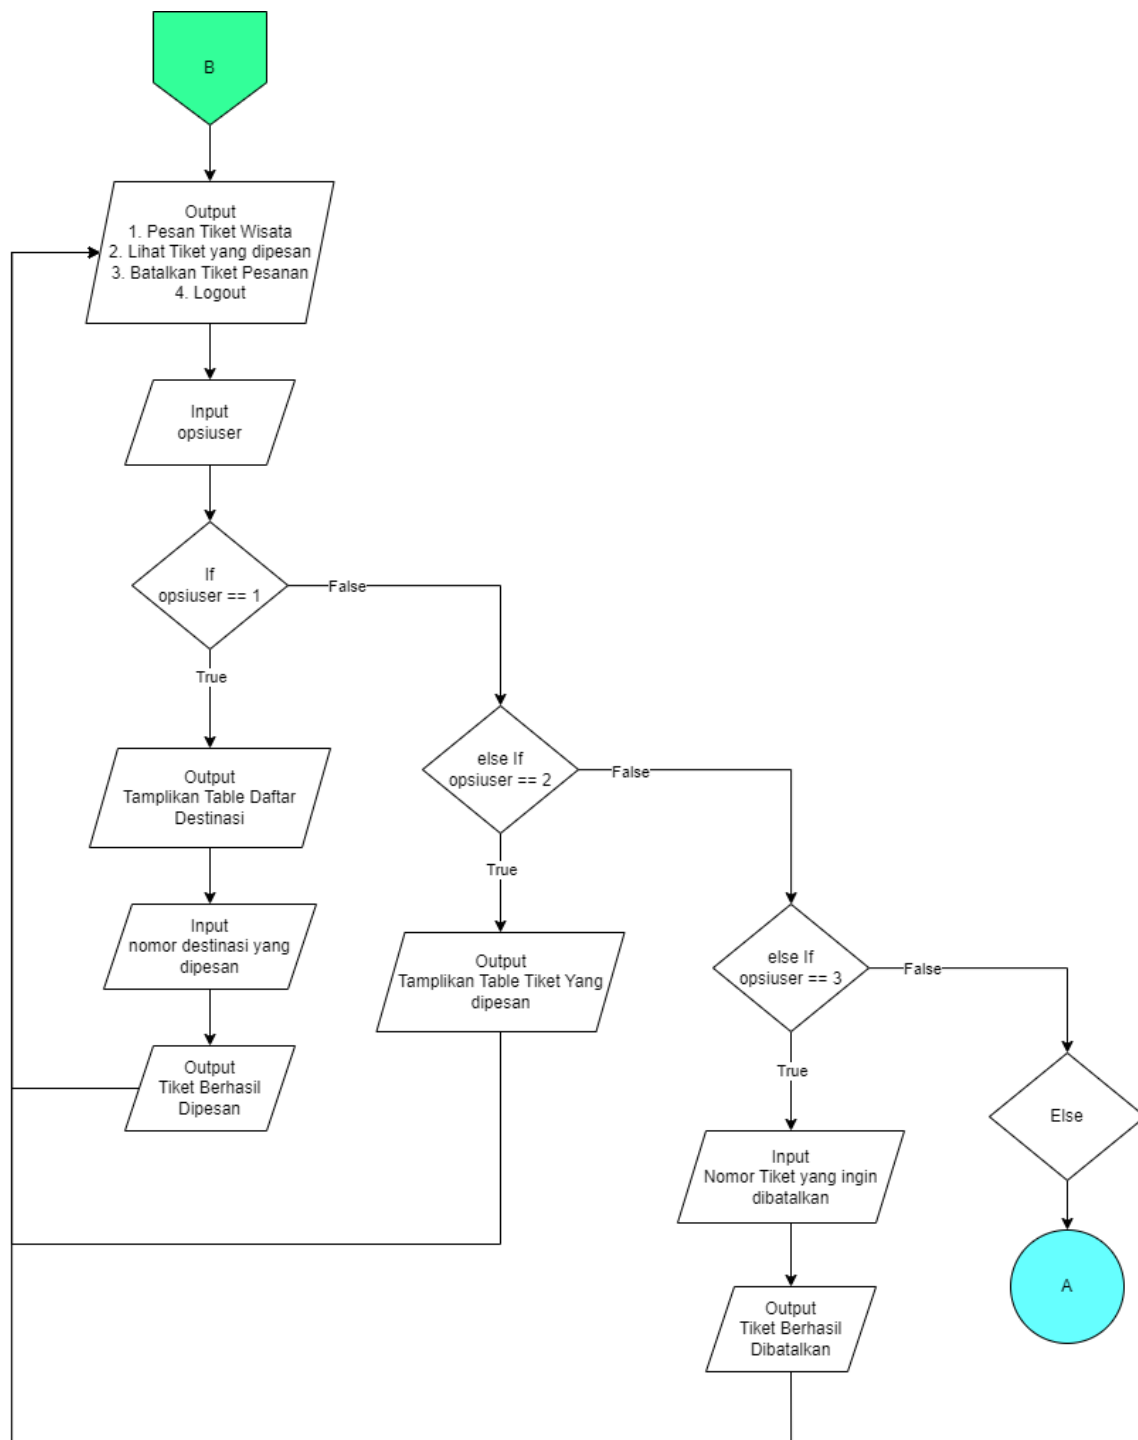 B
Output
1. Pesan Tiket Wisata
2. Lihat Tiket yang dipesan
3. Batalkan Tiket Pesanan
4. Logout
Input
opsiuser
If
opsiuser == 1
False
True
Output
Tamplikan Table Daftar
Destinasi
Input
nomor destinasi yang
dipesan
Output
Tiket Berhasil
Dipesan
else If
opsiuser == 2
False
True
Output
Tamplikan Table Tiket Yang
dipesan
else If
opsiuser == 3
False
True
Input
Nomor Tiket yang ingin
dibatalkan
Output
Tiket Berhasil
Dibatalkan
Else
A